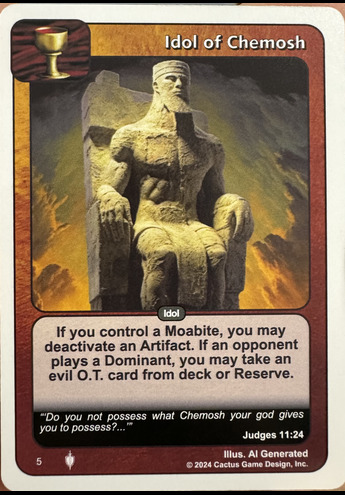 Idol of Chemosh
Idol
If you control a Moabite, you may
deactivate an Artifact. If an opponent
plays a Dominant, you may take an
evil O.T. card from deck or Reserve.
"'Do you not possess what Chemosh your god gives
you to possess?...'"
Judges 11:24
Illus. AI Generated
5
© 2024 Cactus Game Design, Inc.